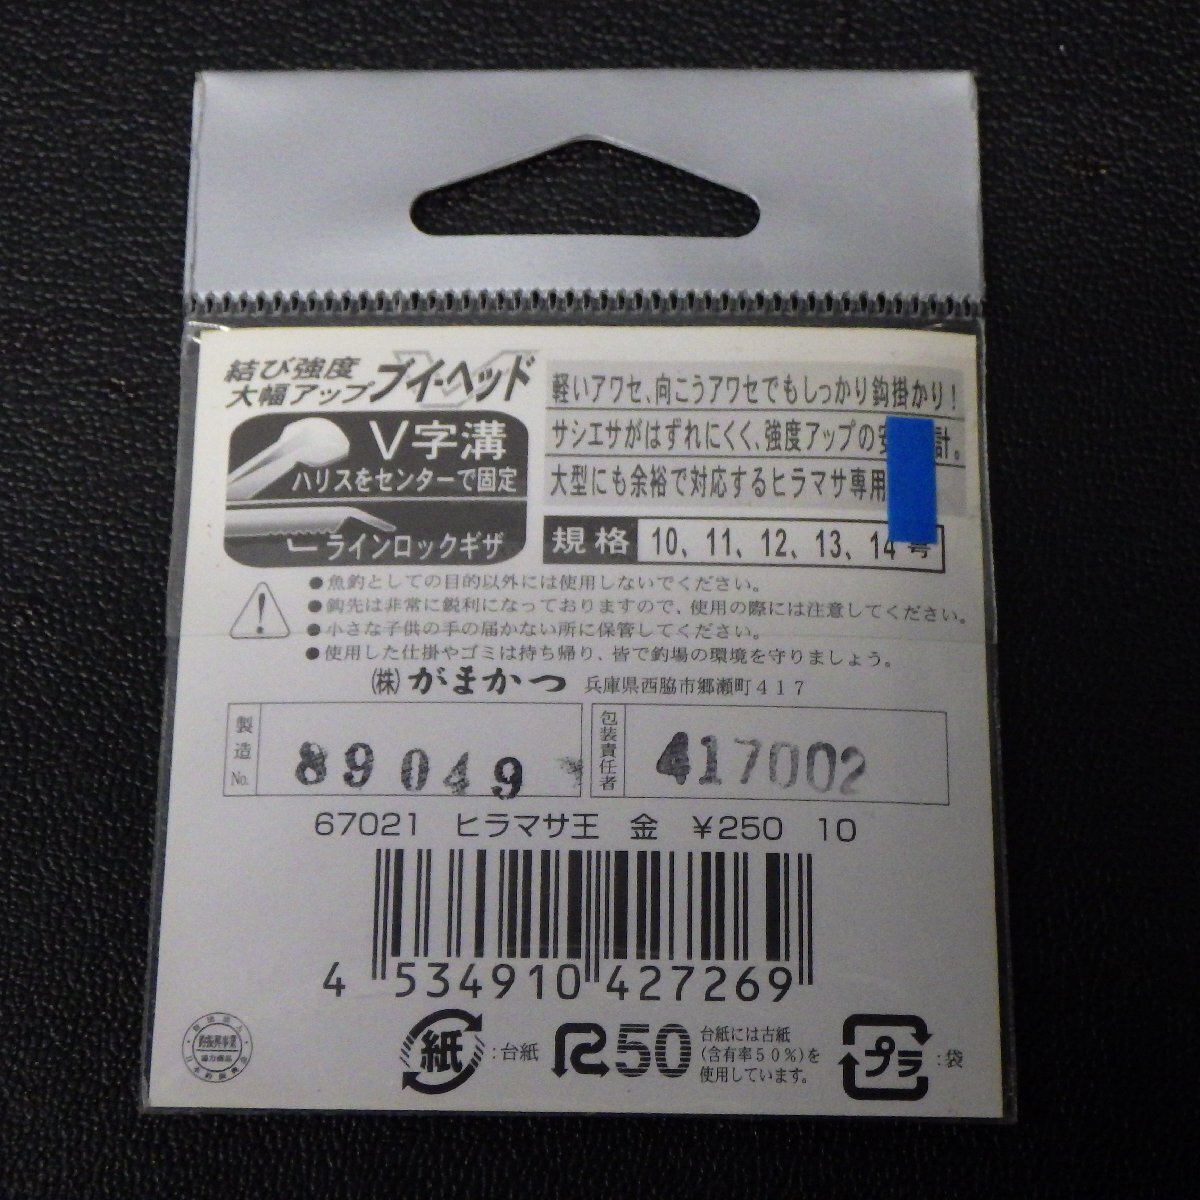 結び強度
大幅アップ ブイ・ヘッド
V字溝
ハリスをセンターで固定
ラインロックギザ
軽いアワセ、向こうアワセでもしっかり鈎掛かり!
サシエサがはずれにくく、強度アップの安 計。
大型にも余裕で対応するヒラマサ専用
規格 10、11、12、13、14号
●魚釣としての目的以外には使用しないでください。
●鈎先は非常に鋭利になっておりますので、使用の際には注意してください。
●小さな子供の手の届かない所に保管してください。
●使用した仕掛やゴミは持ち帰り、皆で釣場の環境を守りましょう。
(株)がまかつ 兵庫県西脇市郷瀬町417
製造No. 89049
包装責任者 417002
67021 ヒラマサ王 金 ¥250 10
4 534910 427269
紙 :台紙
R50
台紙には古紙
(含有率50%)を
使用しています。
プラ :袋